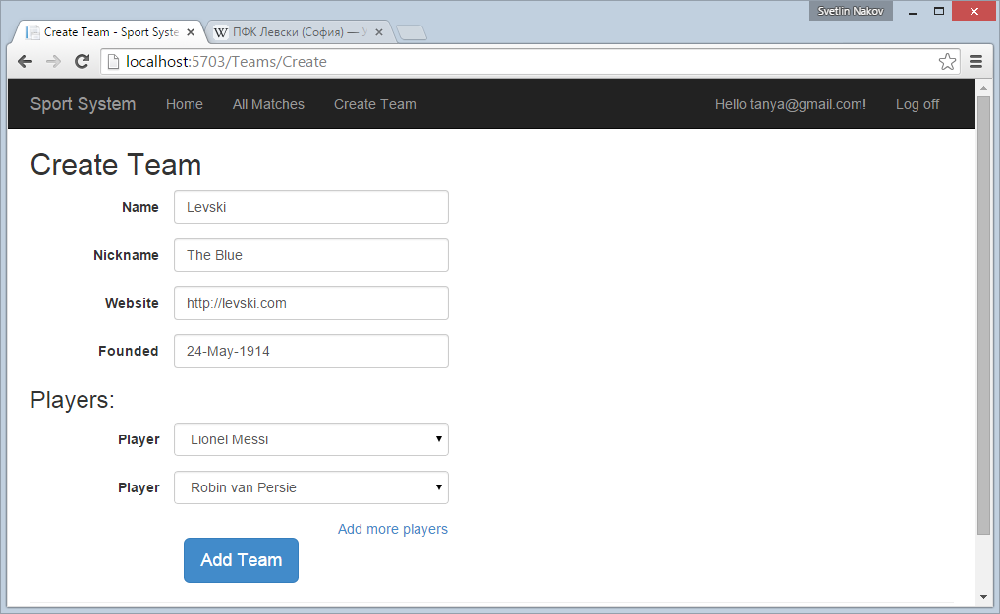 Svetlin Nakov
Create Team - Sport Syste
ПФК Левски (София) —
localhost:5703/Teams/Create
Sport System Home All Matches Create Team Hello tanya@gmail.com! Log off
Create Team
Name Levski
Nickname The Blue
Website http://levski.com
Founded 24-May-1914
Players:
Player Lionel Messi
Player Robin van Persie
Add more players
Add Team